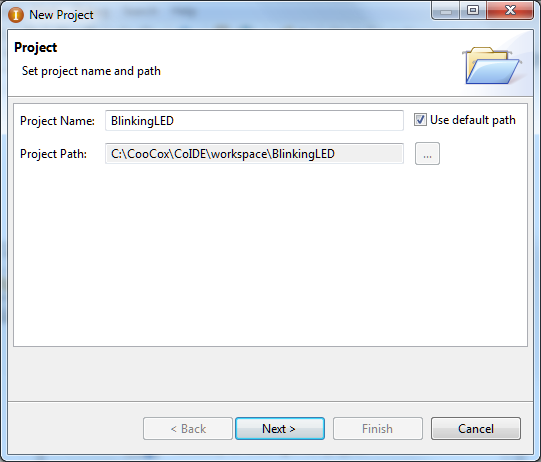 New Project
Project
Set project name and path
Project Name: BlinkingLED Use default path
Project Path: C:\CooCox\CoIDE\workspace\BlinkingLED ...
< Back Next > Finish Cancel